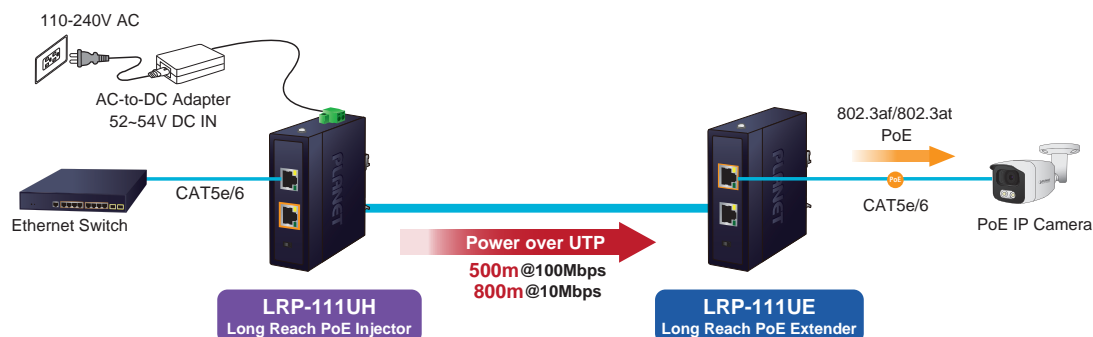 110-240V AC
AC-to-DC Adapter
52~54V DC IN
Ethernet Switch
CAT5e/6
PLANET
Power over UTP
500m@100Mbps
800m@10Mbps
LRP-111UH
Long Reach PoE Injector
PLANET
LRP-111UE
Long Reach PoE Extender
802.3af/802.3at
PoE
PoE
CAT5e/6
PoE IP Camera